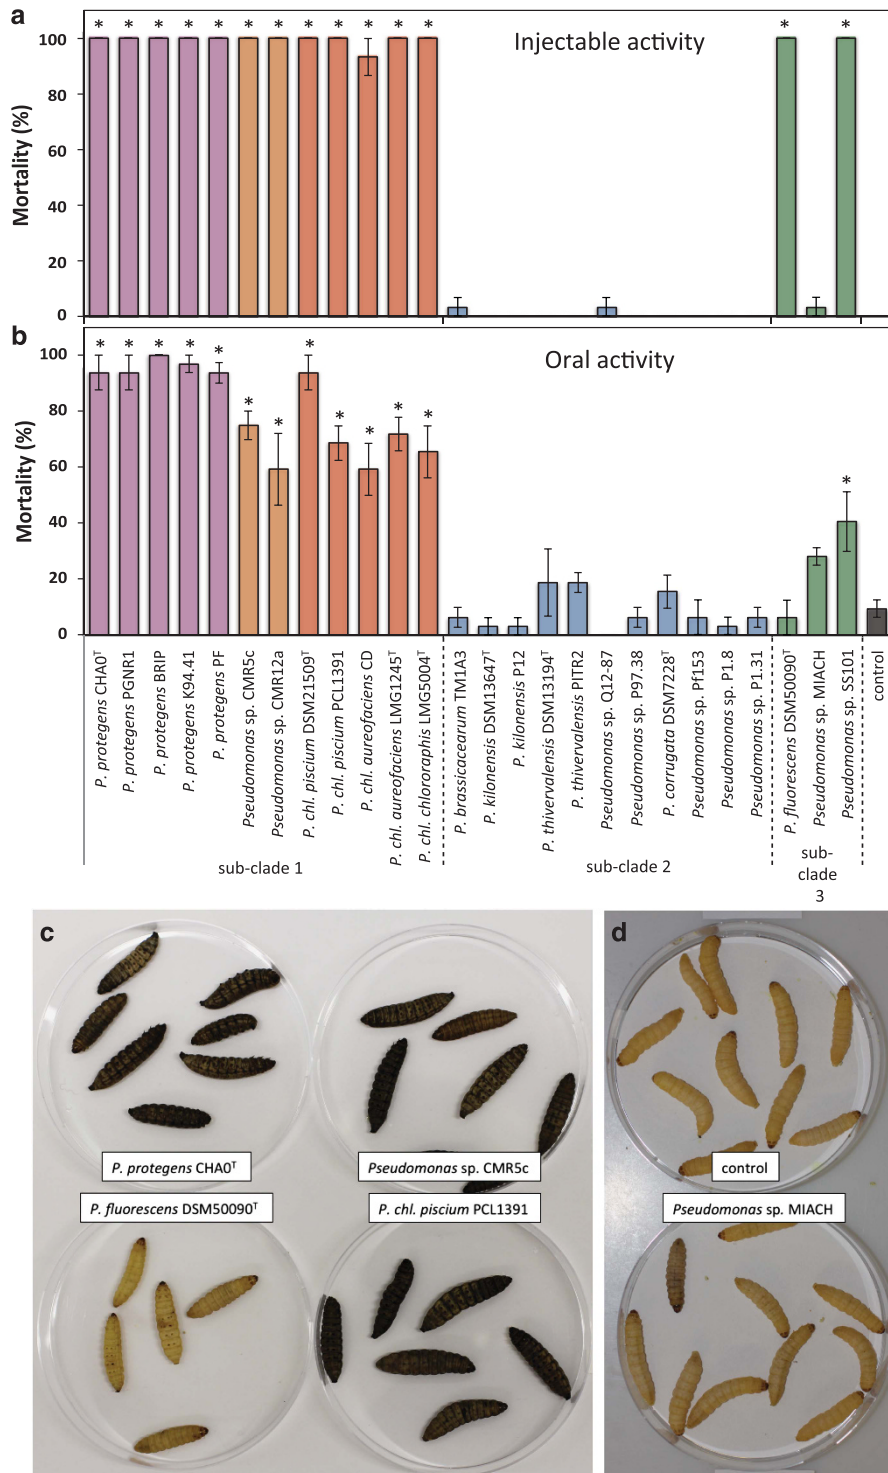 a
Injectable activity
Mortality (%)
100
80
60
40
20
0
* * * * * * * * * * * * * *
b
Oral activity
Mortality (%)
100
80
60
40
20
0
* * * * * * * * * * * * *
P. protegens CHA0ᵀ
P. protegens PGNR1
P. protegens BRIP
P. protegens K94.41
P. protegens PF
Pseudomonas sp. CMR5c
Pseudomonas sp. CMR12a
P. chl. piscium DSM21509ᵀ
P. chl. piscium PCL1391
P. chl. aureofaciens CD
P. chl. aureofaciens LMG1245ᵀ
P. chl. chlororaphis LMG5004ᵀ
P. brassicacearum TM1A3
P. kilonensis DSM13647ᵀ
P. kilonensis P12
P. thivervalensis DSM13194ᵀ
P. thivervalensis PITR2
Pseudomonas sp. Q12-87
Pseudomonas sp. P97.38
P. corrugata DSM7228ᵀ
Pseudomonas sp. Pf153
Pseudomonas sp. P1.8
Pseudomonas sp. P1.31
P. fluorescens DSM50090ᵀ
Pseudomonas sp. MIACH
Pseudomonas sp. SS101
control
sub-clade 1
sub-clade 2
sub-
clade
3
c
P. protegens CHA0ᵀ
Pseudomonas sp. CMR5c
P. fluorescens DSM50090ᵀ
P. chl. piscium PCL1391
d
control
Pseudomonas sp. MIACH